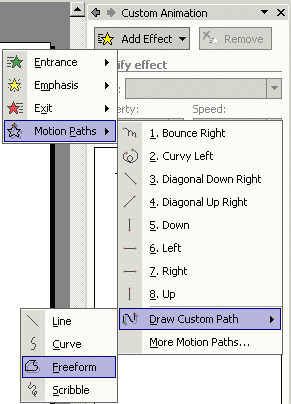 Custom Animation
Add Effect
Remove
Entrance
Emphasis
Exit
Motion Paths
ify effect
erty:
Speed:
1. Bounce Right
2. Curvy Left
3. Diagonal Down Right
4. Diagonal Up Right
5. Down
6. Left
7. Right
8. Up
Draw Custom Path
More Motion Paths...
Line
Curve
Freeform
Scribble